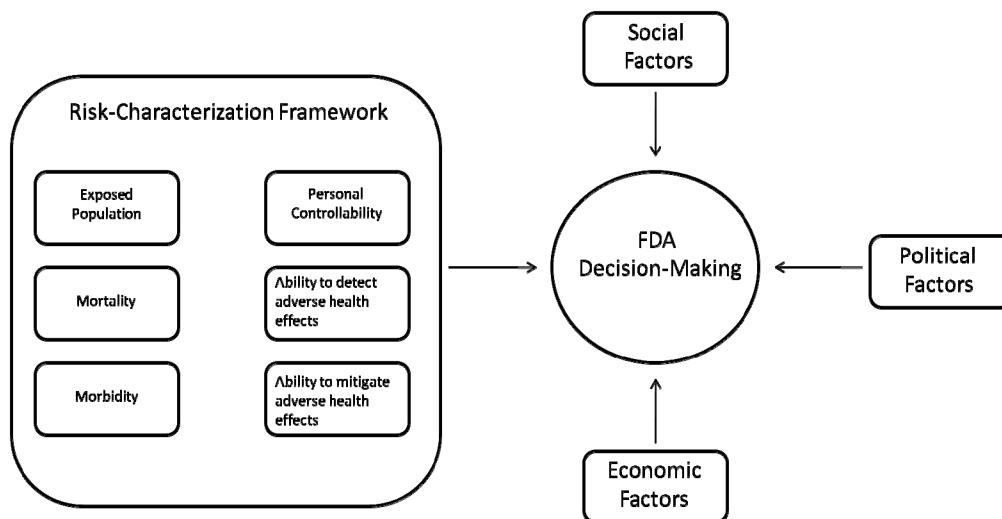 Social
Factors
Risk-Characterization Framework
Exposed
Population
Personal
Controllability
Mortality
Ability to detect
adverse health
effects
Morbidity
Ability to mitigate
adverse health
effects
FDA
Decision-Making
Political
Factors
Economic
Factors